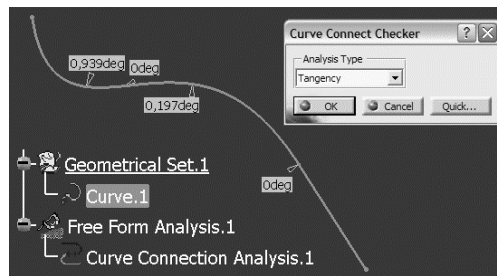 Curve Connect Checker
Analysis Type
Tangency
OK Cancel Quick...
0,939deg
0deg
0,197deg
0deg
Geometrical Set.1
Curve.1
Free Form Analysis.1
Curve Connection Analysis.1